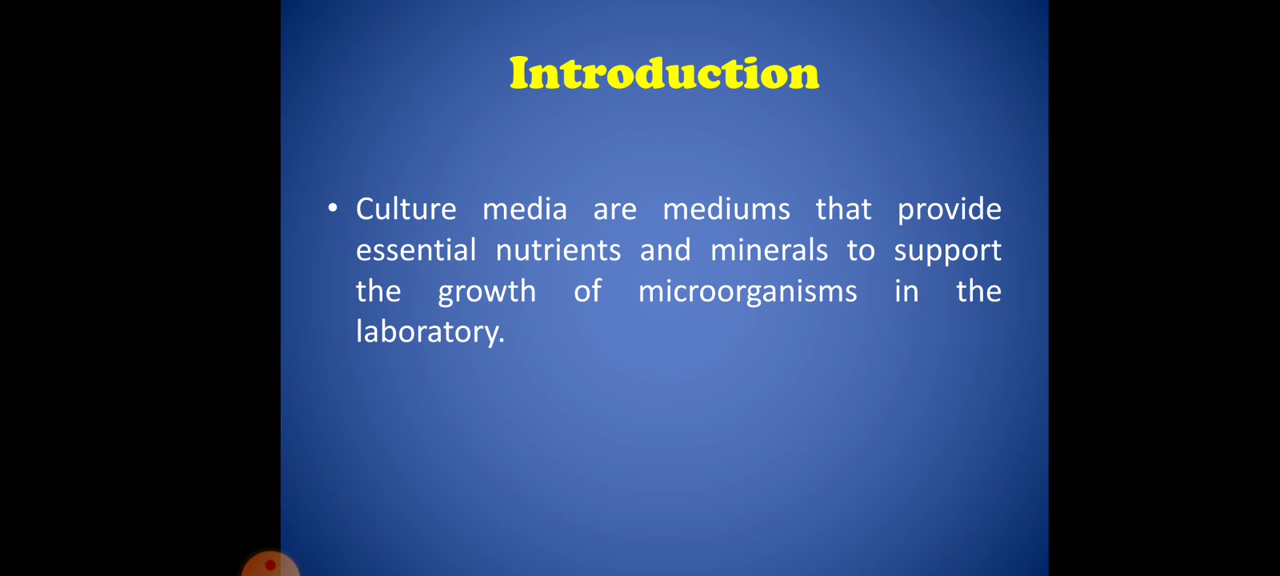 Introduction
• Culture media are mediums that provide
essential nutrients and minerals to support
the growth of microorganisms in the
laboratory.